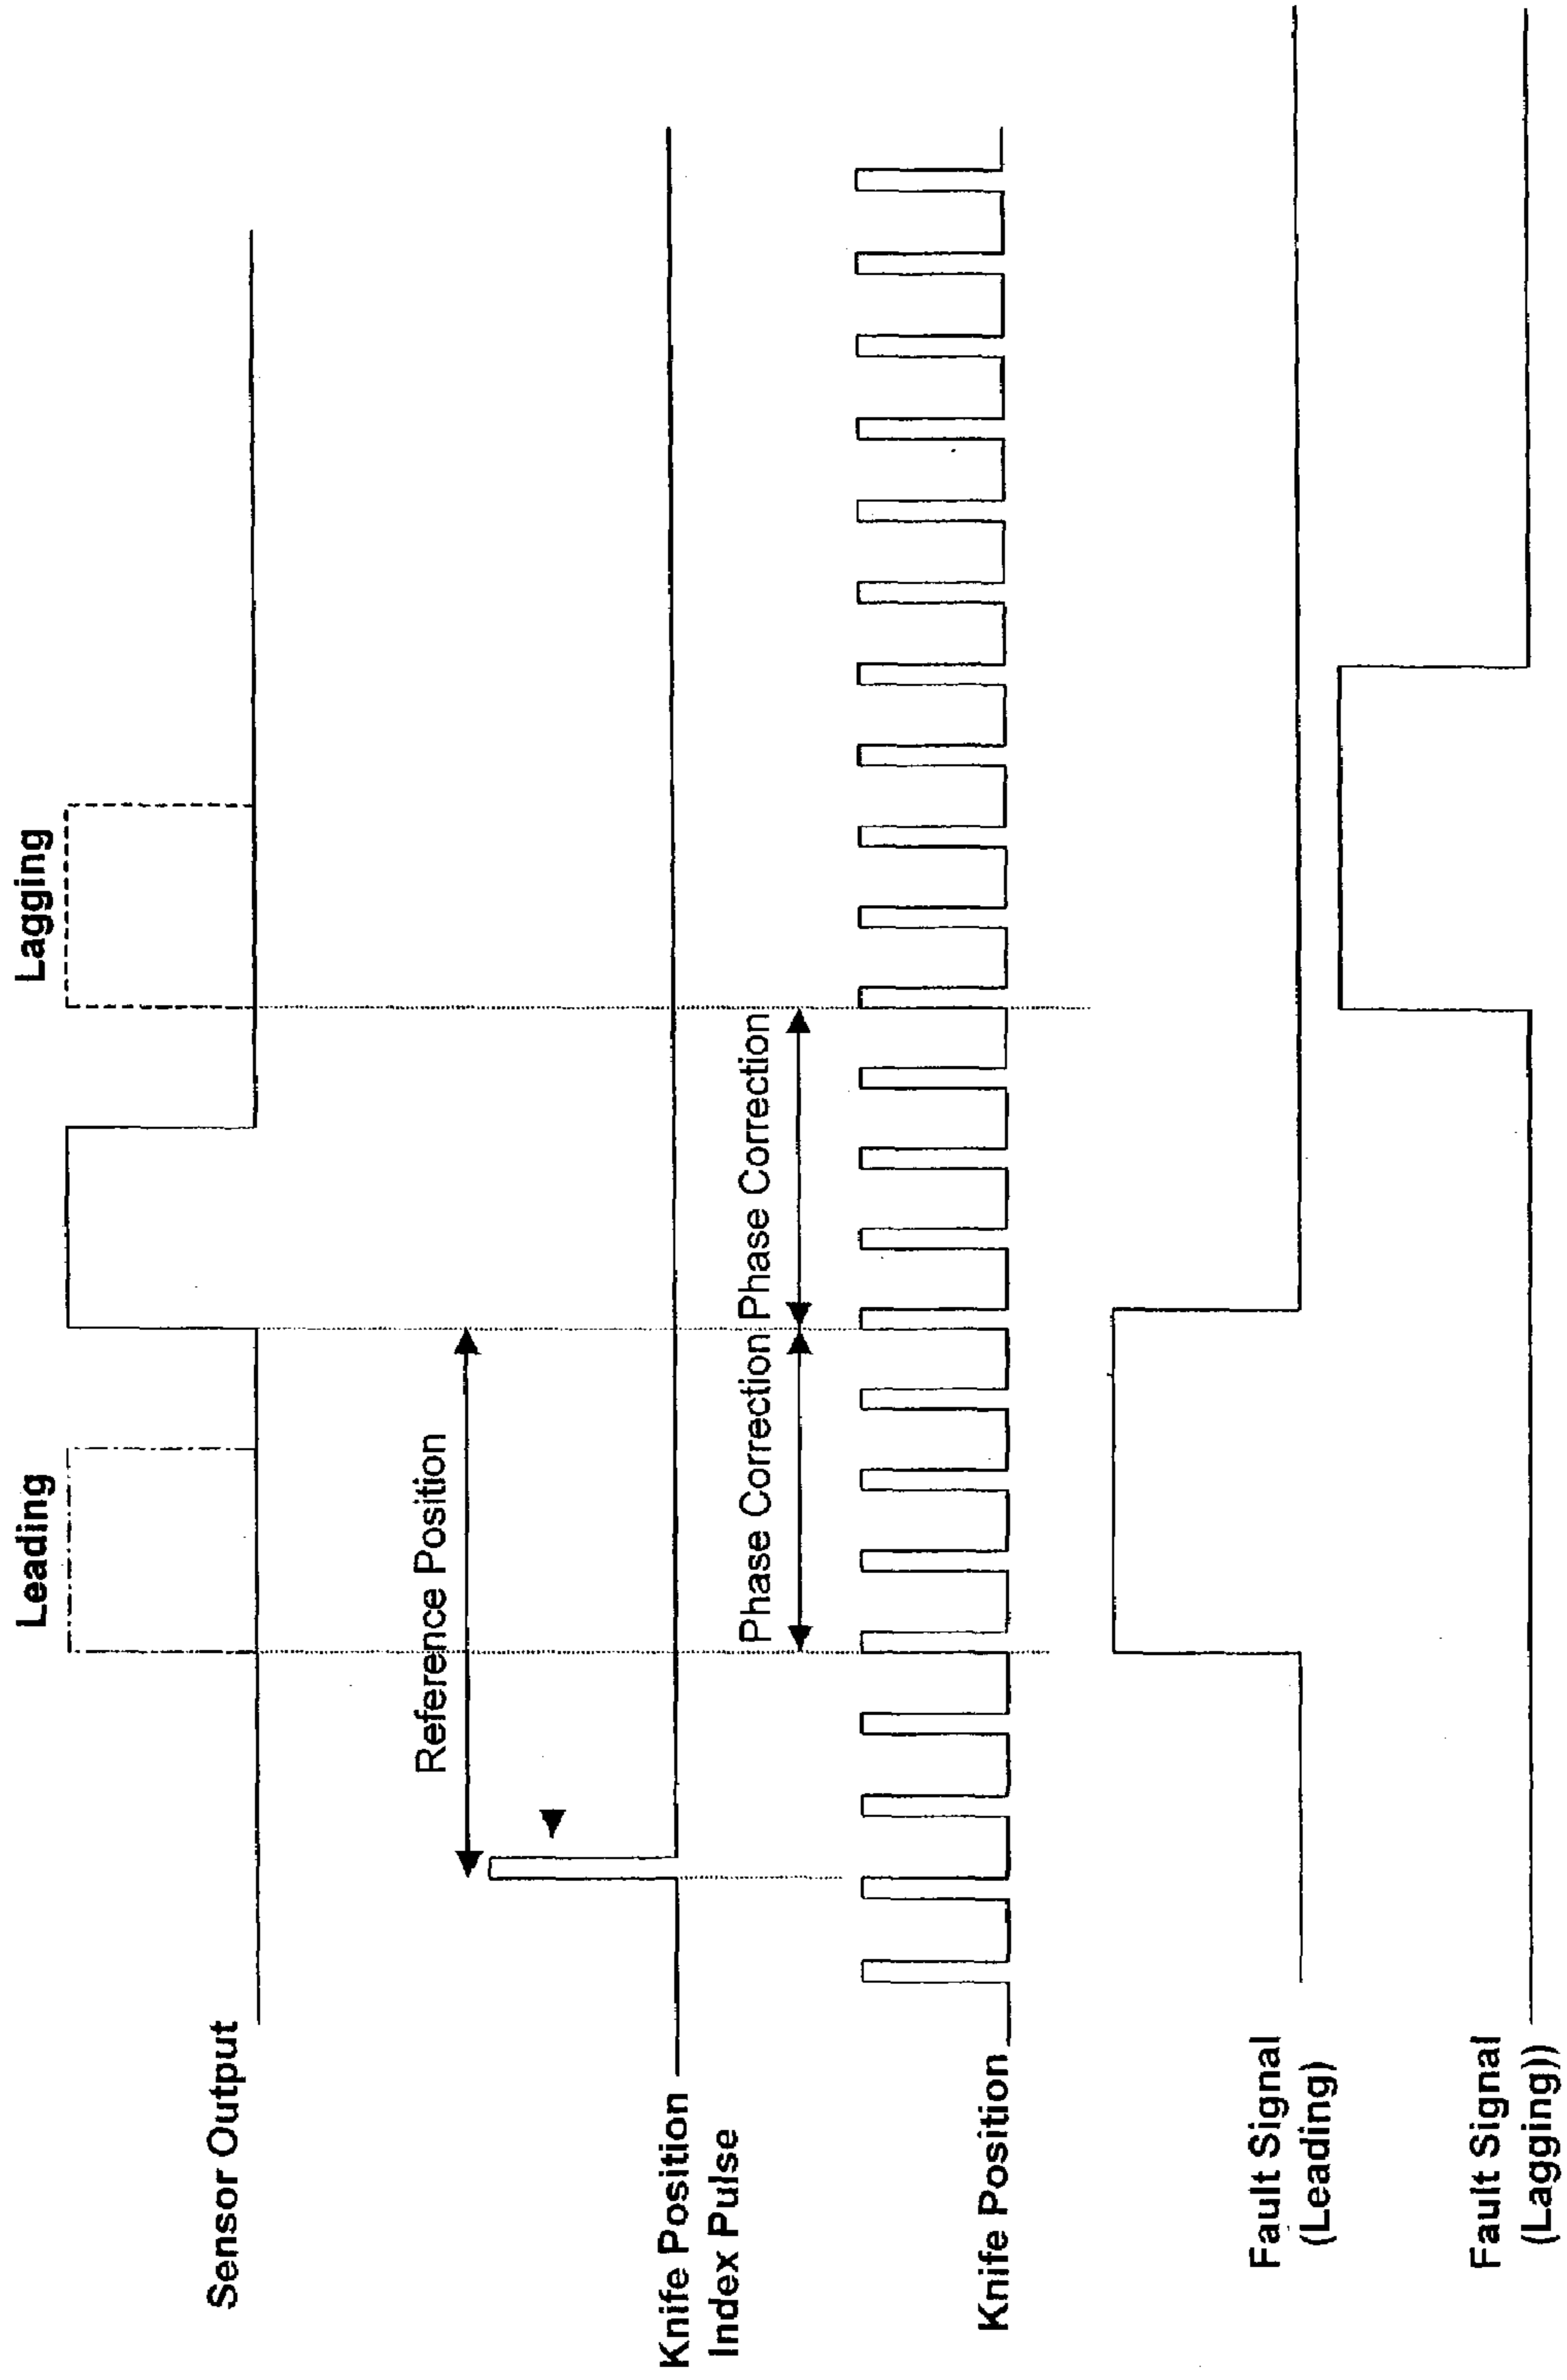 Leading
Lagging
Sensor Output
Reference Position
Knife Position
Index Pulse
Phase Correction
Phase Correction
Knife Position
Fault Signal
(Leading)
Fault Signal
(Lagging))